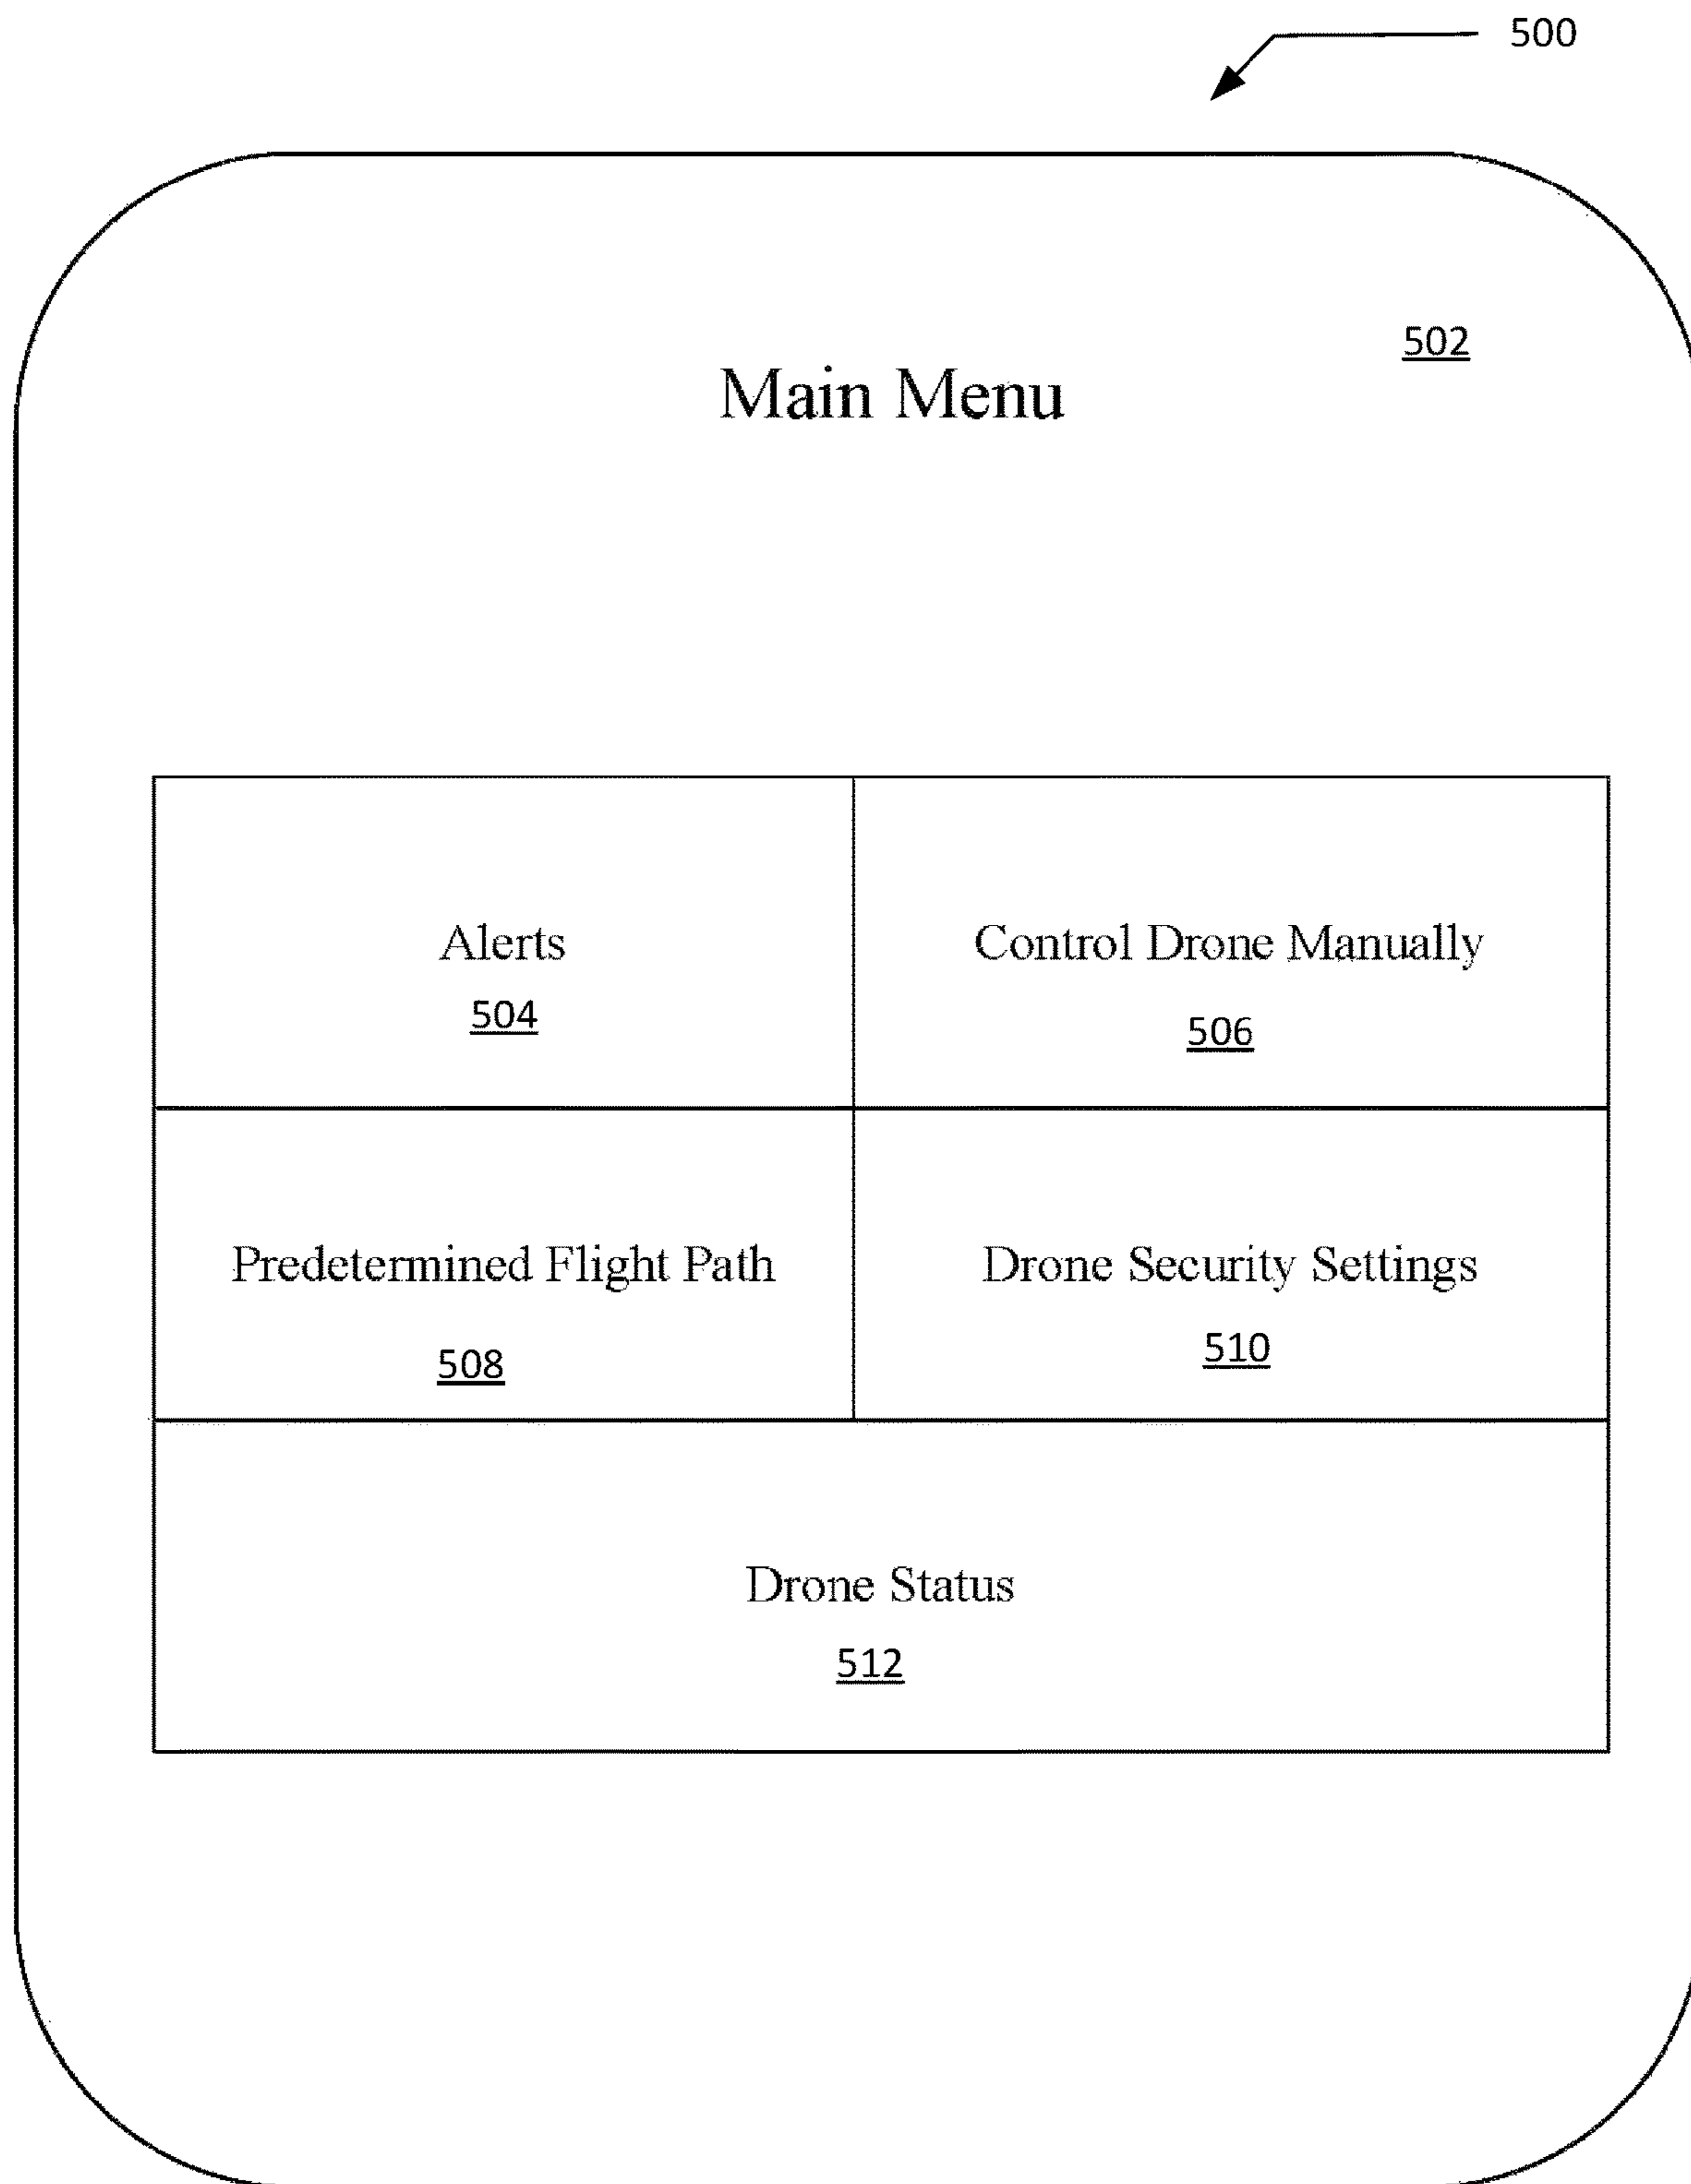 500
502
Main Menu
Alerts
504
Control Drone Manually
506
Predetermined Flight Path
508
Drone Security Settings
510
Drone Status
512